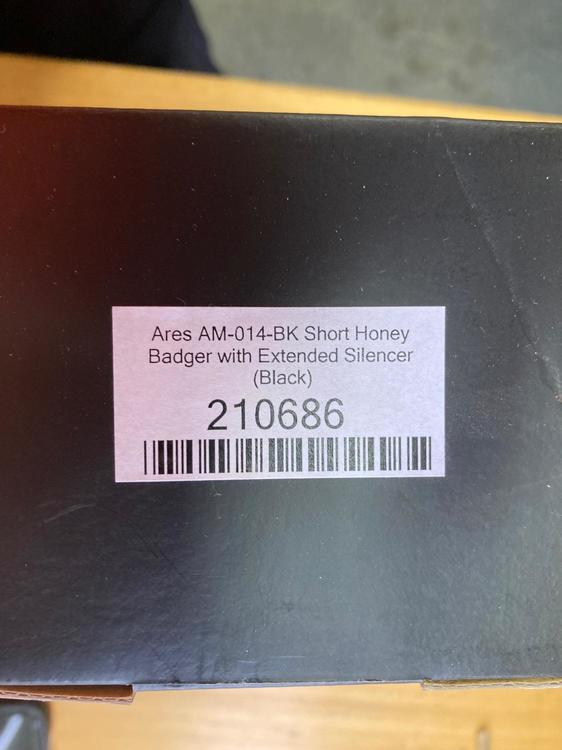 Ares AM-014-BK Short Honey
Badger with Extended Silencer
(Black)
210686